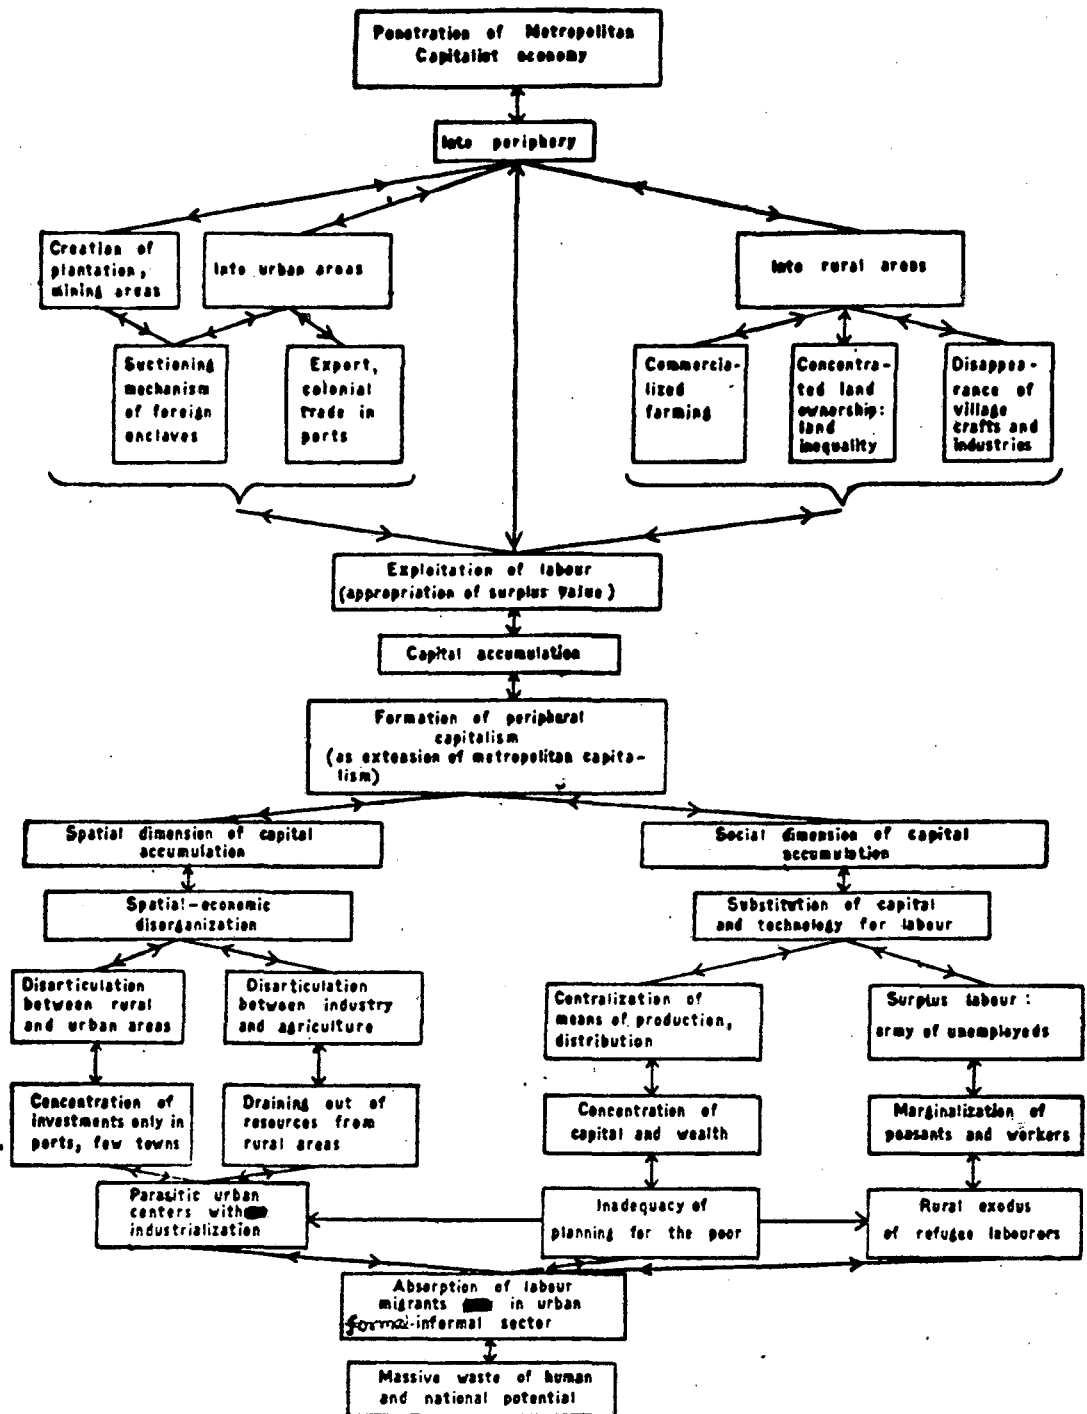 Penetration of Metropolitan
Capitalist economy
Into periphery
Creation of
plantation,
mining areas
Into urban areas
Into rural areas
Suctioning
mechanism
of foreign
enclaves
Export,
colonial
trade in
ports
Commercia-
lized
farming
Concentra-
ted land
ownership:
land
inequality
Disappea-
rance of
village
crafts and
industries
Exploitation of labour
(appropriation of surplus value)
Capital accumulation
Formation of peripheral
capitalism
(as extension of metropolitan capita-
lism)
Spatial dimension of capital
accumulation
Social dimension of capital
accumulation
Spatial-economic
disorganization
Substitution of capital
and technology for labour
Disarticulation
between rural
and urban areas
Disarticulation
between industry
and agriculture
Centralization of
means of production,
distribution
Surplus labour:
army of unemployeds
Concentration of
investments only in
ports, few towns
Draining out of
resources from
rural areas
Concentration of
capital and wealth
Marginalization of
peasants and workers
Parasitic urban
centers with
industrialization
Inadequacy of
planning for the poor
Rural exodus
of refugee labourers
Absorption of labour
migrants in urban
formal-informal sector
Massive waste of human
and national potential